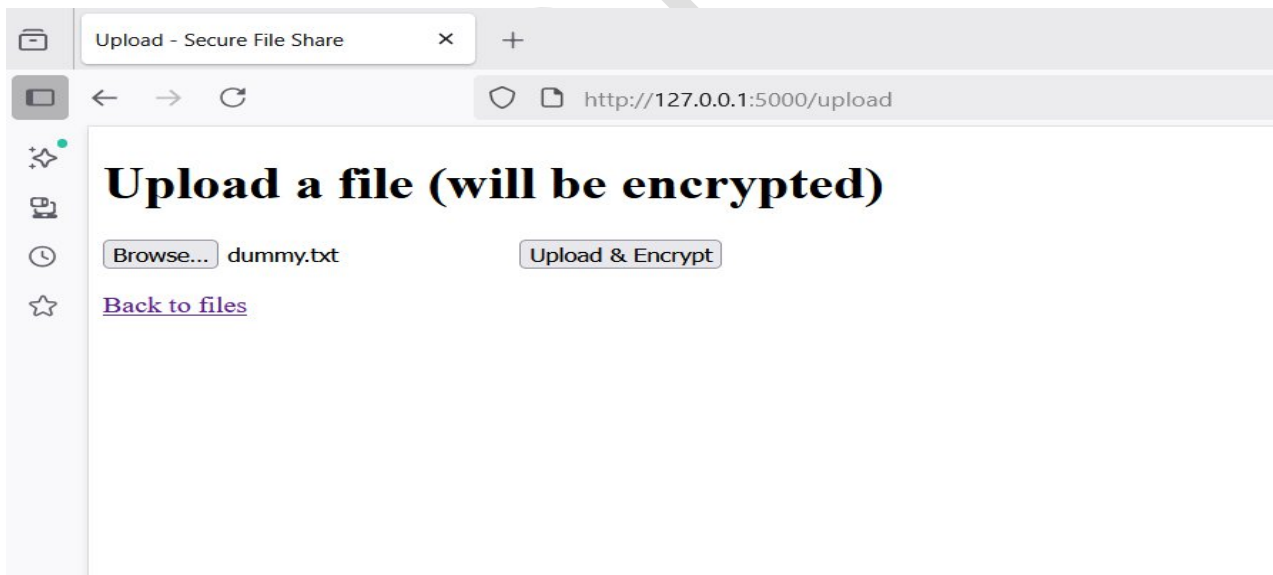 Upload - Secure File Share
http://127.0.0.1:5000/upload
Upload a file (will be encrypted)
Browse... dummy.txt Upload & Encrypt
Back to files